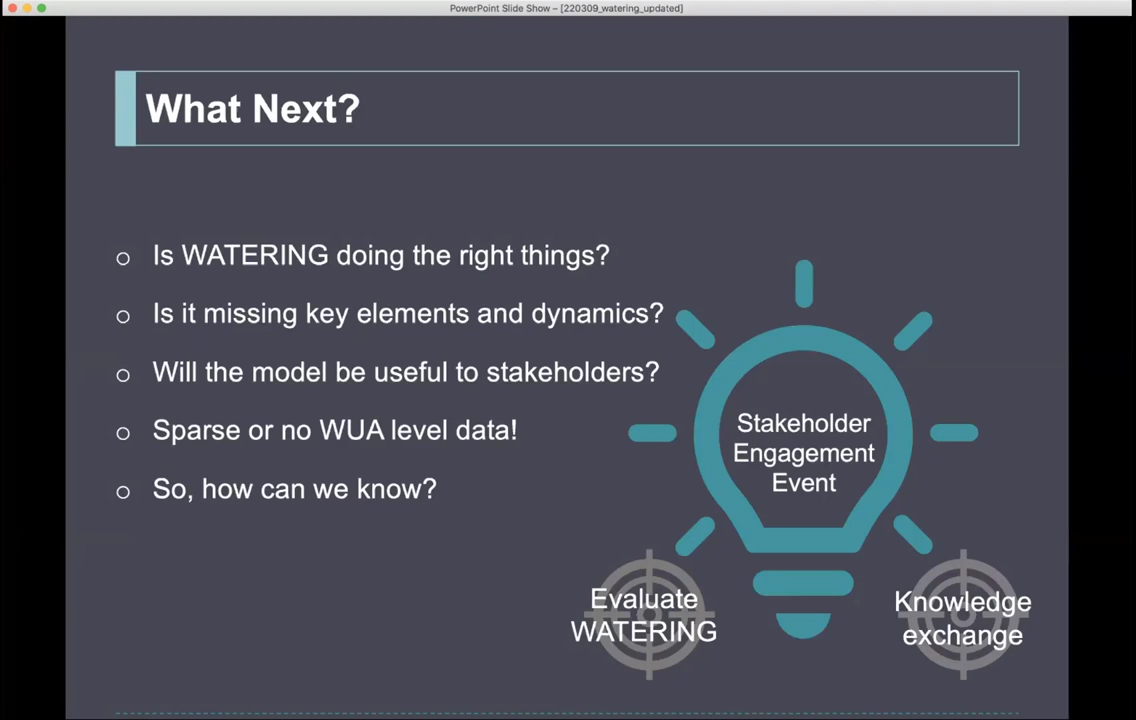 PowerPoint Slide Show – [220309_watering_updated]
What Next?
o Is WATERING doing the right things?
o Is it missing key elements and dynamics?
o Will the model be useful to stakeholders?
o Sparse or no WUA level data!
o So, how can we know?
Stakeholder
Engagement
Event
Evaluate
WATERING
Knowledge
exchange